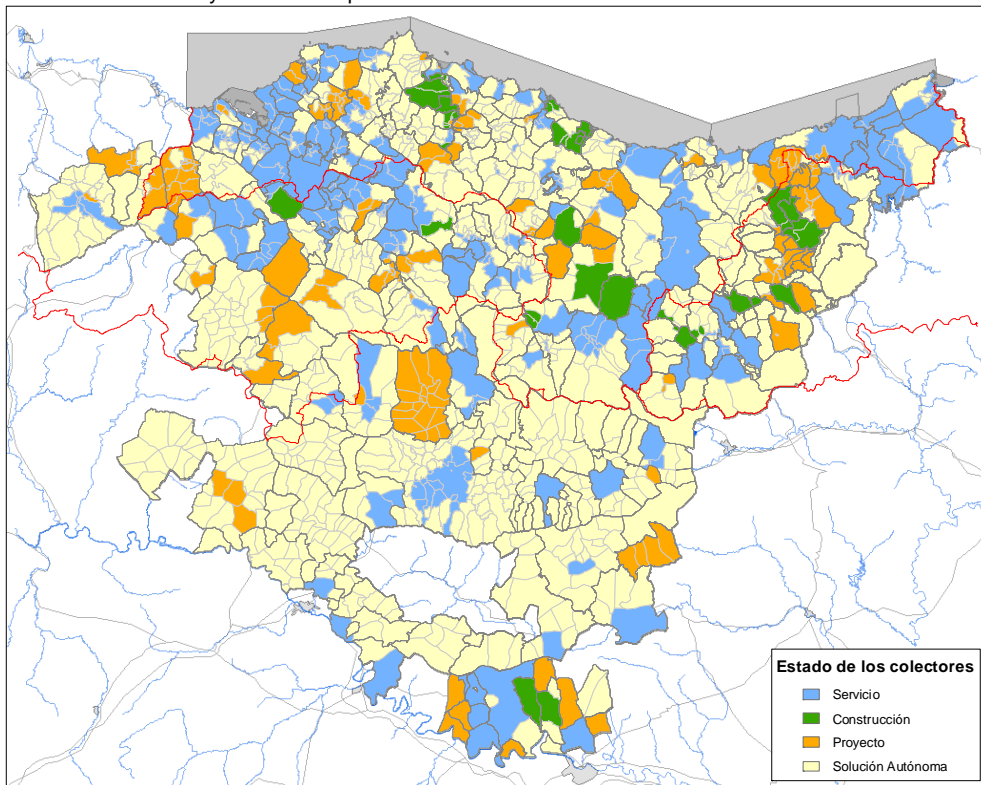 Estado de los colectores
Servicio
Construcción
Proyecto
Solución Autónoma